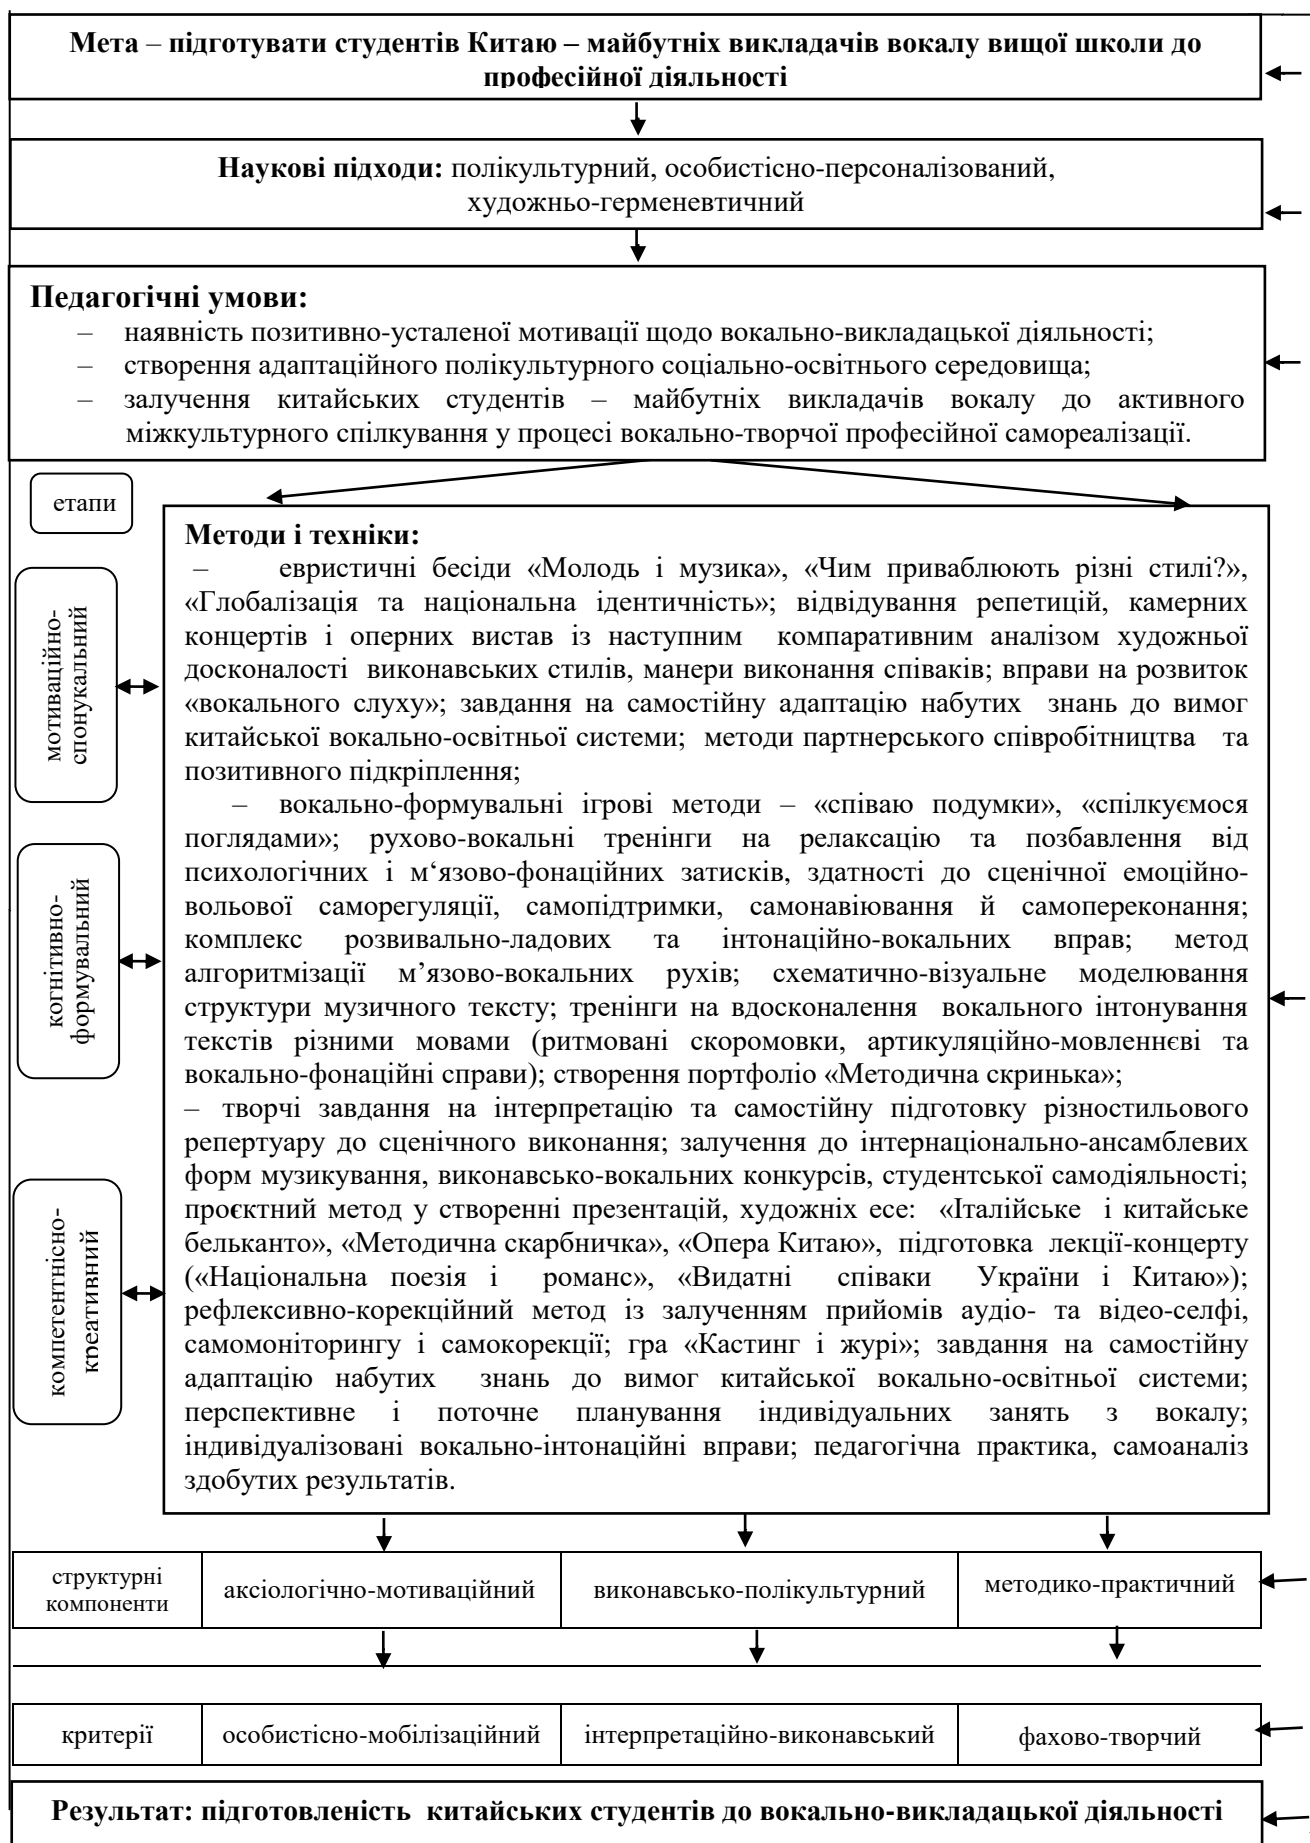 Мета – підготувати студентів Китаю – майбутніх викладачів вокалу вищої школи до
професійної діяльності
Наукові підходи: полікультурний, особистісно-персоналізований,
художньо-герменевтичний
Педагогічні умови:
– наявність позитивно-усталеної мотивації щодо вокально-викладацької діяльності;
– створення адаптаційного полікультурного соціально-освітнього середовища;
– залучення китайських студентів – майбутніх викладачів вокалу до активного
міжкультурного спілкування у процесі вокально-творчої професійної самореалізації.
етапи
мотиваційно-
спонукальний
когнітивно-
формувальний
компетентнісно-
креативний
Методи і техніки:
– евристичні бесіди «Молодь і музика», «Чим приваблюють різні стилі?»,
«Глобалізація та національна ідентичність»; відвідування репетицій, камерних
концертів і оперних вистав із наступним компаративним аналізом художньої
досконалості виконавських стилів, манери виконання співаків; вправи на розвиток
«вокального слуху»; завдання на самостійну адаптацію набутих знань до вимог
китайської вокально-освітньої системи; методи партнерського співробітництва та
позитивного підкріплення;
– вокально-формувальні ігрові методи – «співаю подумки», «спілкуємося
поглядами»; рухово-вокальні тренінги на релаксацію та позбавлення від
психологічних і м‘язово-фонаційних затисків, здатності до сценічної емоційно-
вольової саморегуляції, самопідтримки, самонавіювання й самопереконання;
комплекс розвивально-ладових та інтонаційно-вокальних вправ; метод
алгоритмізації м’язово-вокальних рухів; схематично-візуальне моделювання
структури музичного тексту; тренінги на вдосконалення вокального інтонування
текстів різними мовами (ритмовані скоромовки, артикуляційно-мовленнєві та
вокально-фонаційні справи); створення портфоліо «Методична скринька»;
– творчі завдання на інтерпретацію та самостійну підготовку різностильового
репертуару до сценічного виконання; залучення до інтернаціонально-ансамблевих
форм музикування, виконавсько-вокальних конкурсів, студентської самодіяльності;
проєктний метод у створенні презентацій, художніх есе: «Італійське і китайське
бельканто», «Методична скарбничка», «Опера Китаю», підготовка лекції-концерту
(«Національна поезія і романс», «Видатні співаки України і Китаю»);
рефлексивно-корекційний метод із залученням прийомів аудіо- та відео-селфі,
самомоніторингу і самокорекції; гра «Кастинг і журі»; завдання на самостійну
адаптацію набутих знань до вимог китайської вокально-освітньої системи;
перспективне і поточне планування індивідуальних занять з вокалу;
індивідуалізовані вокально-інтонаційні вправи; педагогічна практика, самоаналіз
здобутих результатів.
структурні
компоненти
аксіологічно-мотиваційний
виконавсько-полікультурний
методико-практичний
критерії
особистісно-мобілізаційний
інтерпретаційно-виконавський
фахово-творчий
Результат: підготовленість китайських студентів до вокально-викладацької діяльності